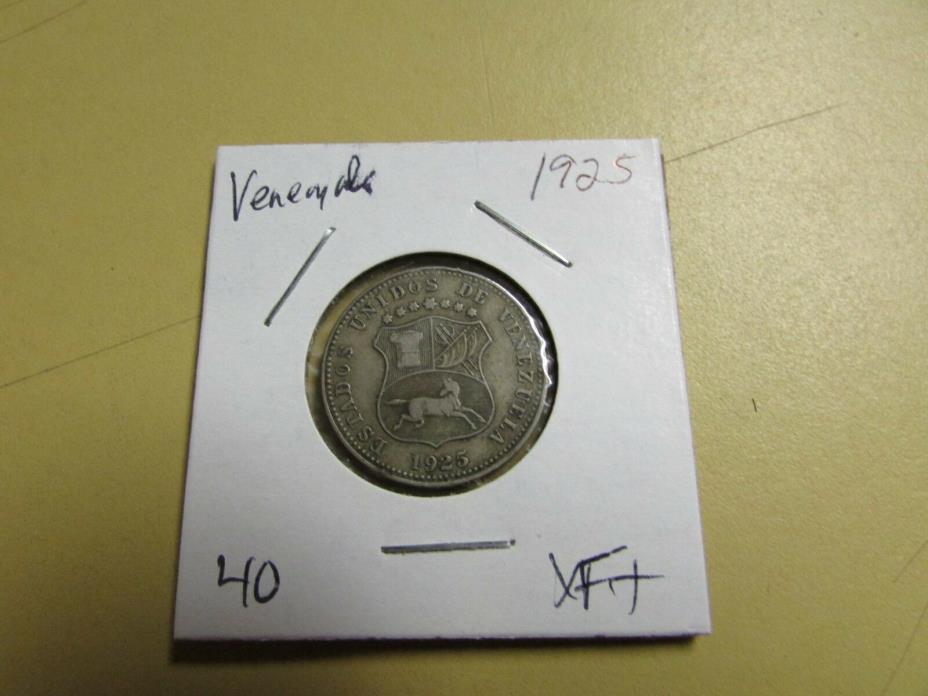 Venezuela 1925
ESTADOS UNIDOS DE VENEZUELA
1925
40 XF+